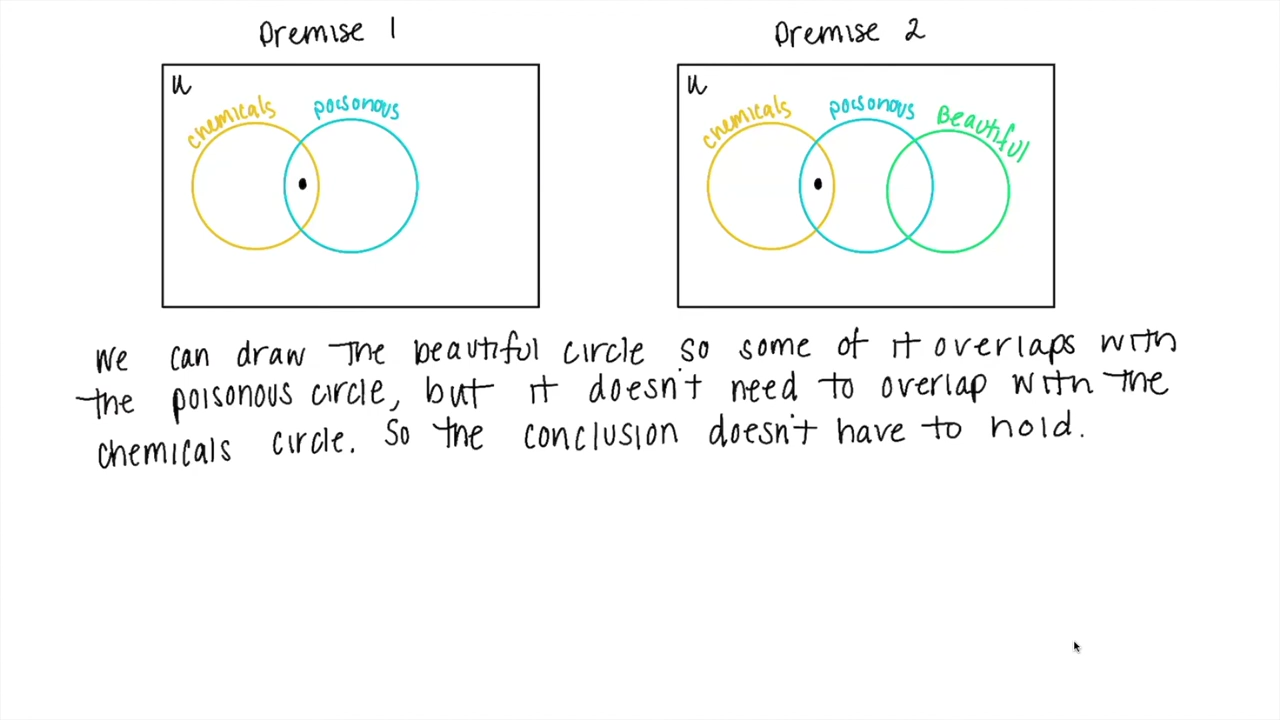 Premise 1
Premise 2
U
chemicals
poisonous
U
chemicals
poisonous
Beautiful
we can draw the beautiful circle so some of it overlaps with
the poisonous circle, but it doesn't need to overlap with the
chemicals circle. So the conclusion doesn't have to hold.